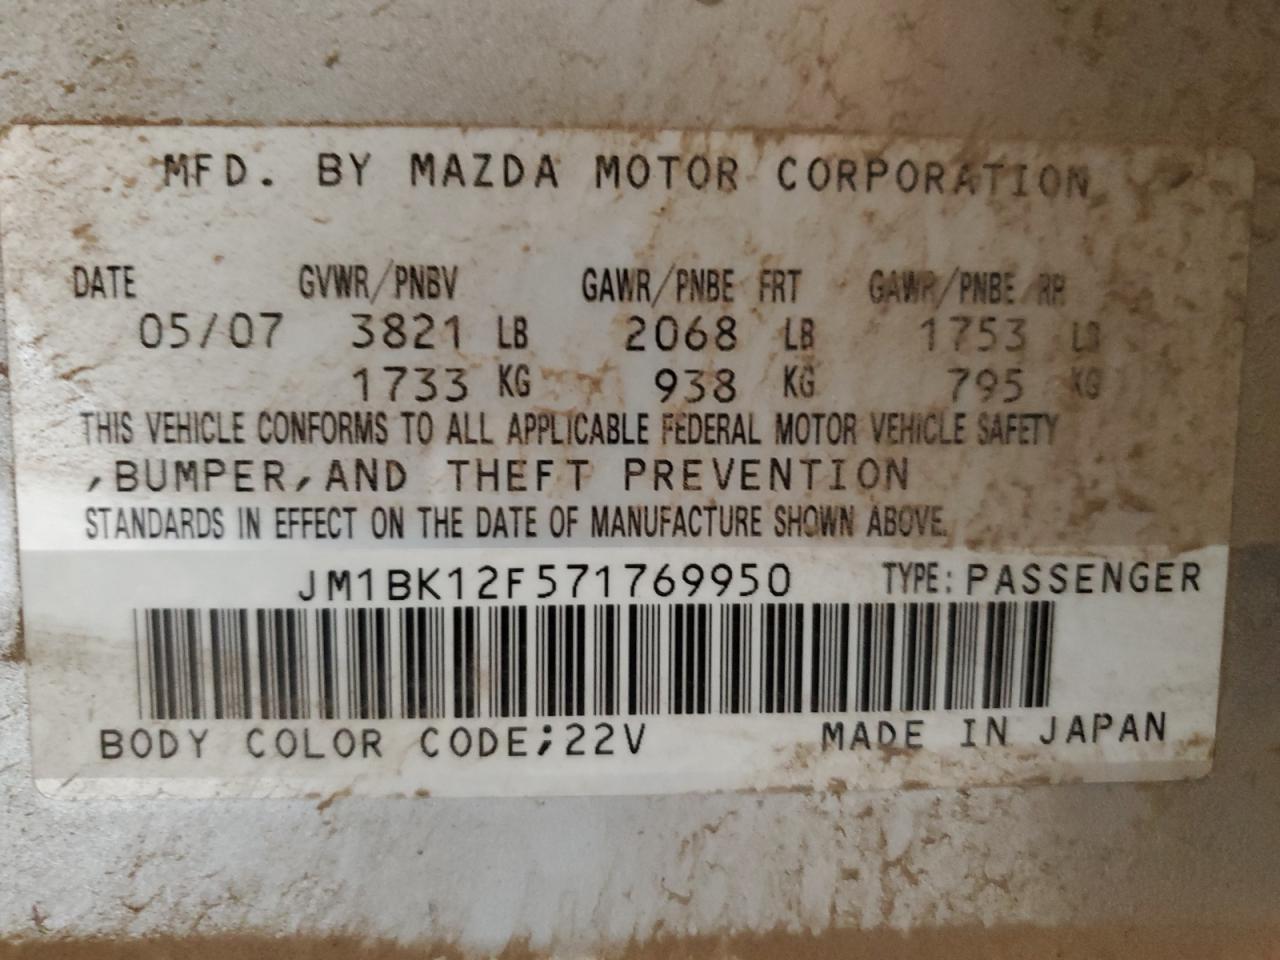 MFD. BY MAZDA MOTOR CORPORATION
DATE GVWR/PNBV GAWR/PNBE FRT GAWR/PNBE RR
05/07 3821 LB 2068 LB 1753 LB
1733 KG 938 KG 795 KG
THIS VEHICLE CONFORMS TO ALL APPLICABLE FEDERAL MOTOR VEHICLE SAFETY
,BUMPER,AND THEFT PREVENTION
STANDARDS IN EFFECT ON THE DATE OF MANUFACTURE SHOWN ABOVE.
JM1BK12F571769950 TYPE: PASSENGER
BODY COLOR CODE;22V MADE IN JAPAN